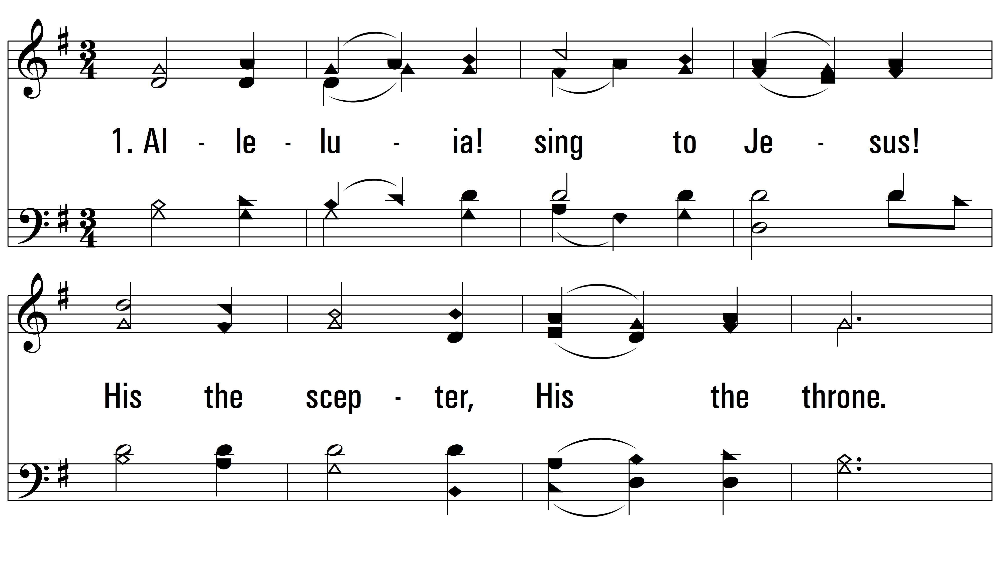 1. Al - le - lu - ia! sing to Je - sus!
His the scep - ter, His the throne.